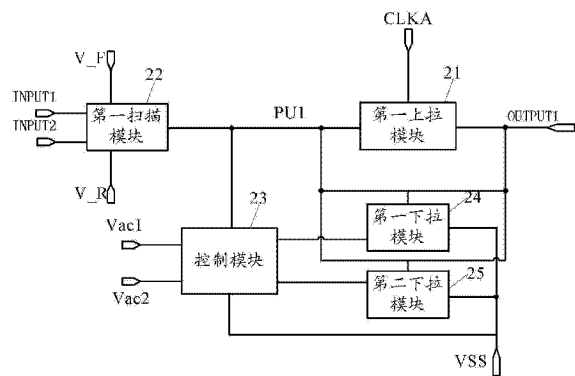 CLKA
V_F
22
21
INPUT1
INPUT2
第一扫描
模块
PU1
第一上拉
模块
OUTPUT1
V_R
23
24
Vac1
第一下拉
模块
控制模块
Vac2
第二下拉
模块
25
VSS